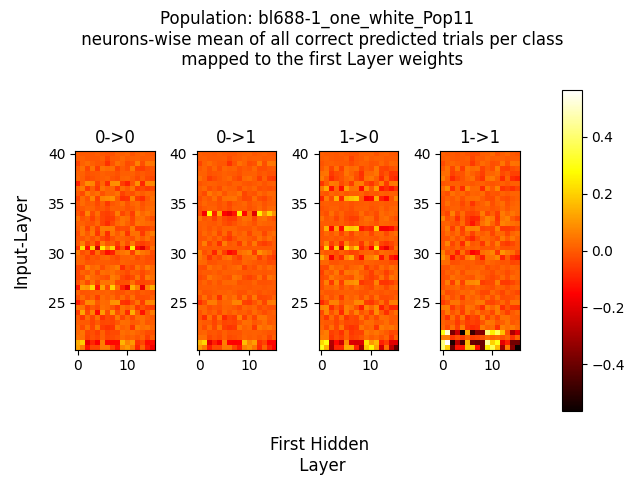 Population: bl688-1_one_white_Pop11
neurons-wise mean of all correct predicted trials per class
mapped to the first Layer weights
0->0 0->1 1->0 1->1
40 40 40 40
35 35 35 35
30 30 30 30
25 25 25 25
0 10 0 10 0 10 0 10
Input-Layer
First Hidden
Layer
0.4
0.2
0.0
−0.2
−0.4